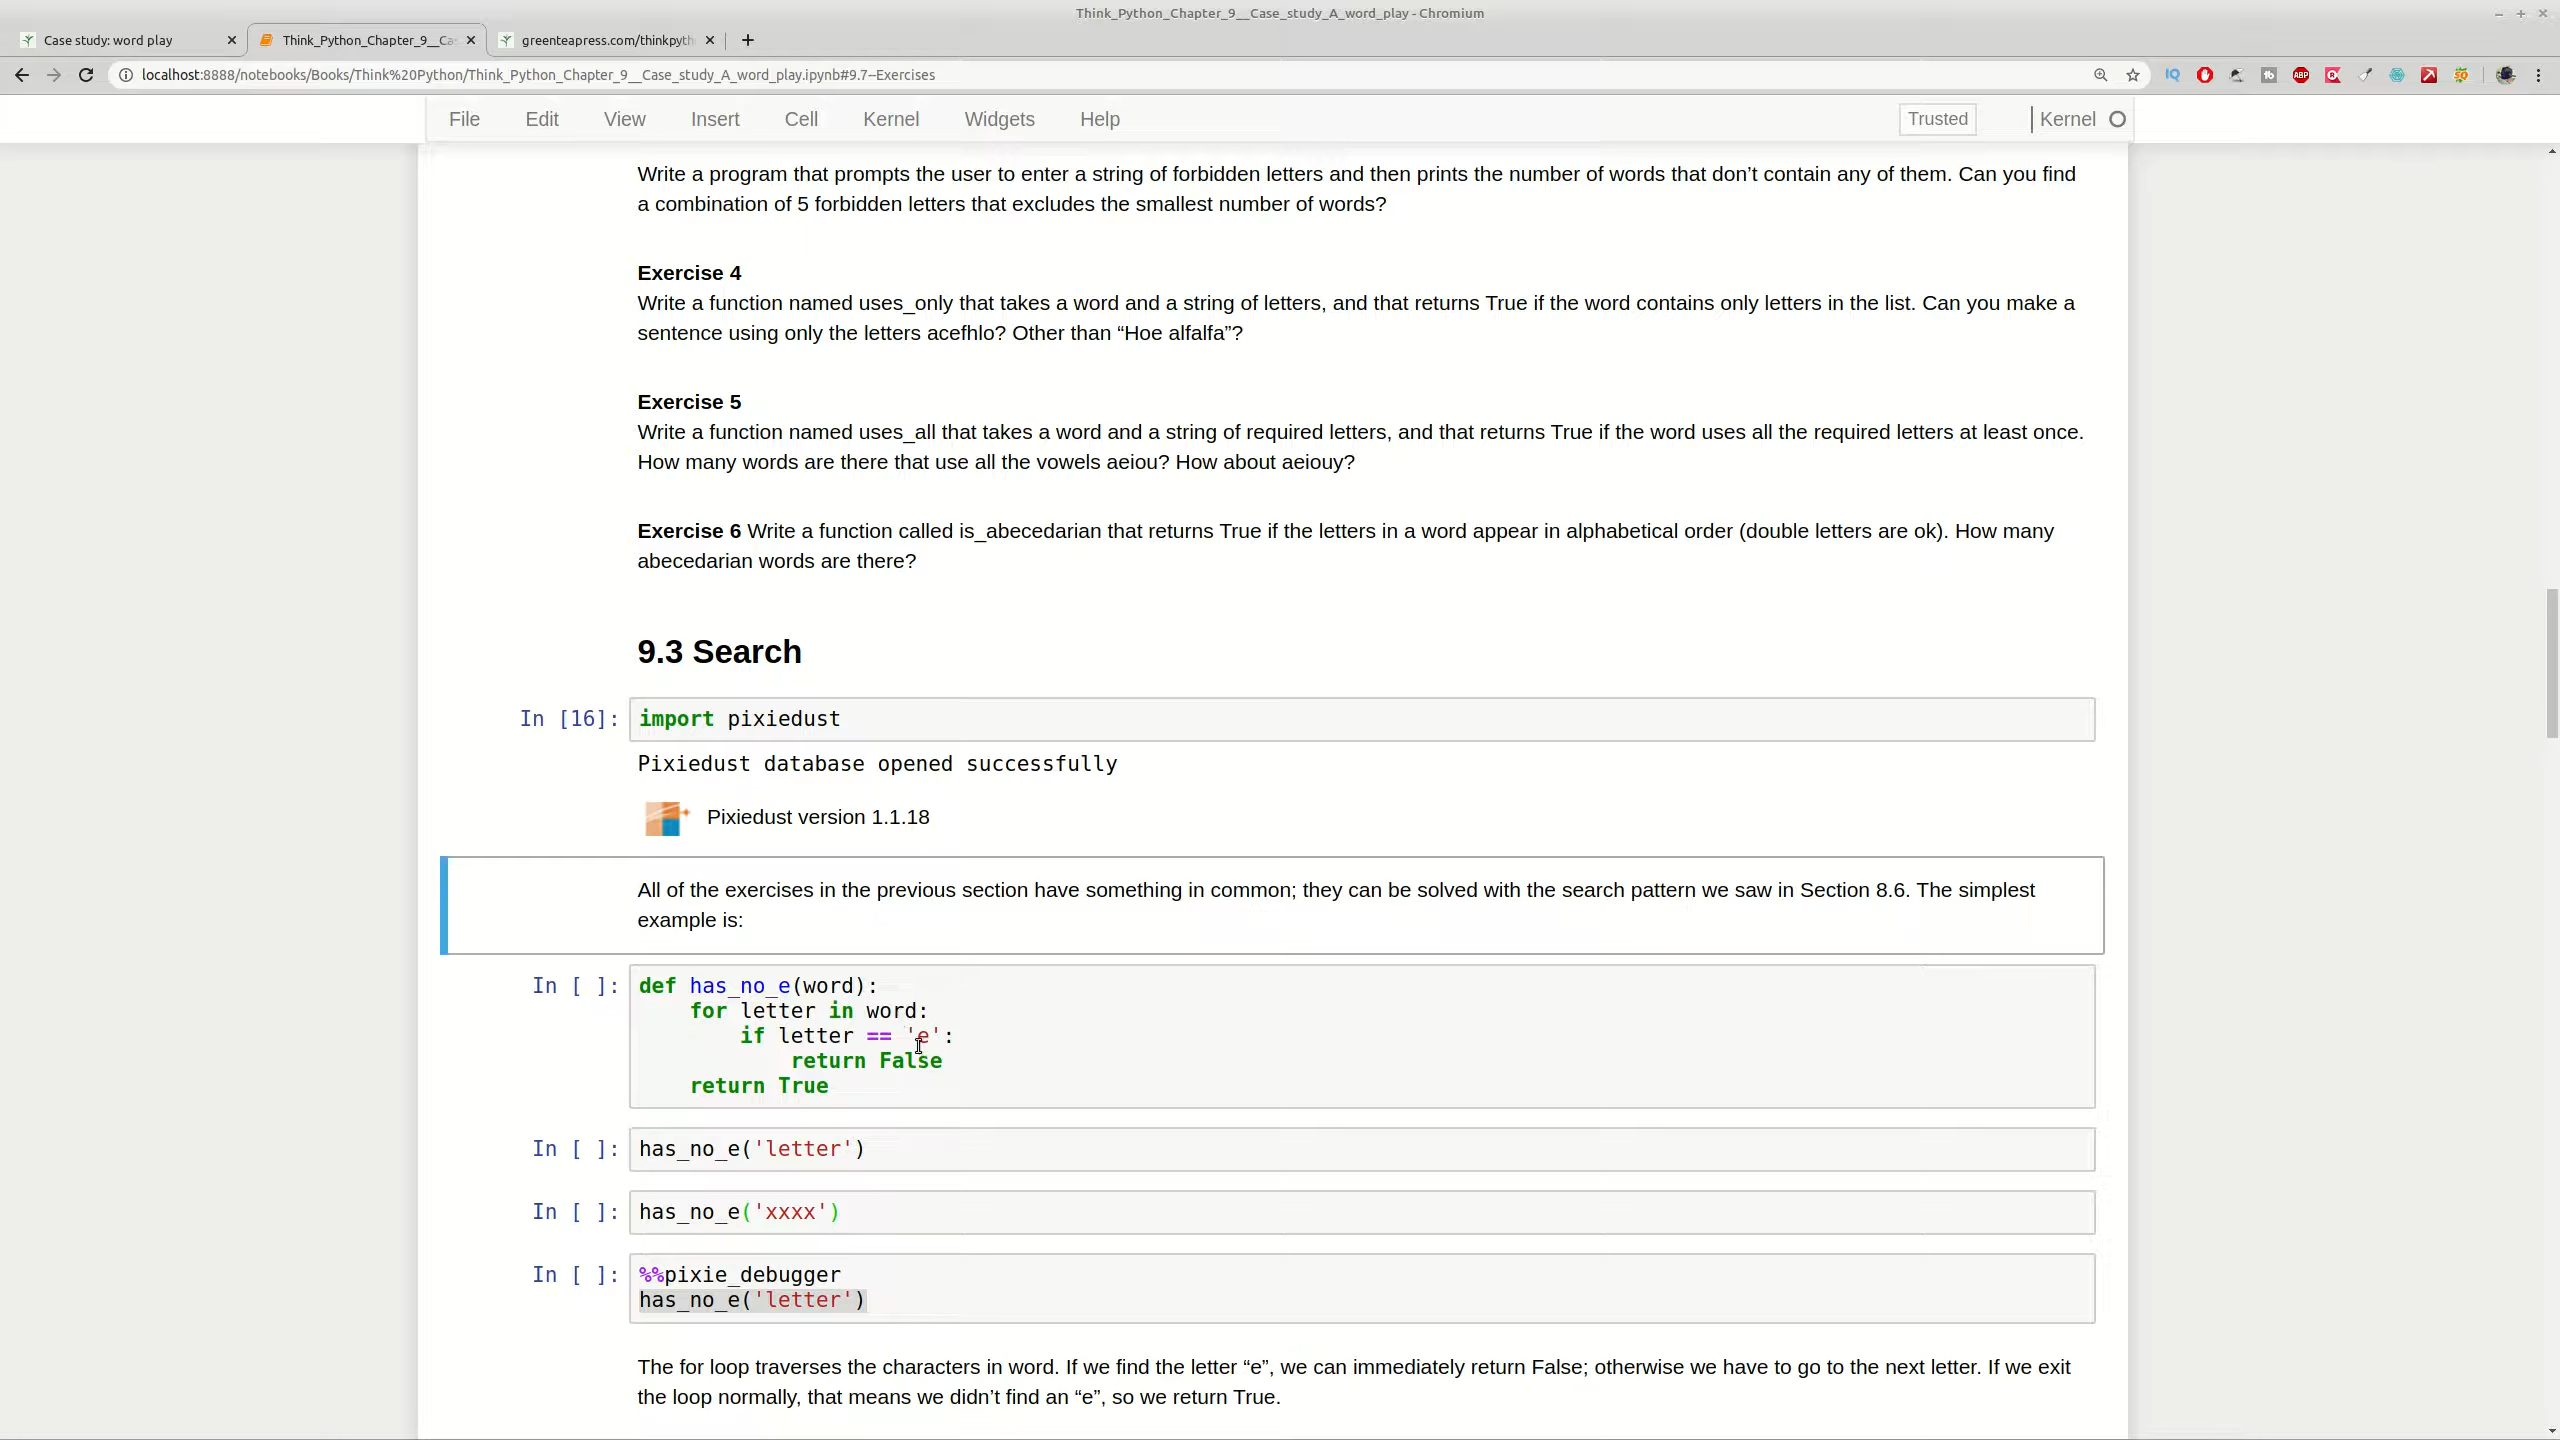 Think_Python_Chapter_9__Case_study_A_word_play - Chromium
Case study: word play
Think_Python_Chapter_9__Ca
greenteapress.com/thinkpyth
localhost:8888/notebooks/Books/Think%20Python/Think_Python_Chapter_9__Case_study_A_word_play.ipynb#9.7--Exercises
File Edit View Insert Cell Kernel Widgets Help Trusted Kernel
Write a program that prompts the user to enter a string of forbidden letters and then prints the number of words that don’t contain any of them. Can you find
a combination of 5 forbidden letters that excludes the smallest number of words?
Exercise 4
Write a function named uses_only that takes a word and a string of letters, and that returns True if the word contains only letters in the list. Can you make a
sentence using only the letters acefhlo? Other than “Hoe alfalfa”?
Exercise 5
Write a function named uses_all that takes a word and a string of required letters, and that returns True if the word uses all the required letters at least once.
How many words are there that use all the vowels aeiou? How about aeiouy?
Exercise 6 Write a function called is_abecedarian that returns True if the letters in a word appear in alphabetical order (double letters are ok). How many
abecedarian words are there?
9.3 Search
In [16]: import pixiedust
Pixiedust database opened successfully
Pixiedust version 1.1.18
All of the exercises in the previous section have something in common; they can be solved with the search pattern we saw in Section 8.6. The simplest
example is:
In [ ]: def has_no_e(word):
for letter in word:
if letter == 'e':
return False
return True
In [ ]: has_no_e('letter')
In [ ]: has_no_e('xxxx')
In [ ]: %%pixie_debugger
has_no_e('letter')
The for loop traverses the characters in word. If we find the letter “e”, we can immediately return False; otherwise we have to go to the next letter. If we exit
the loop normally, that means we didn’t find an “e”, so we return True.